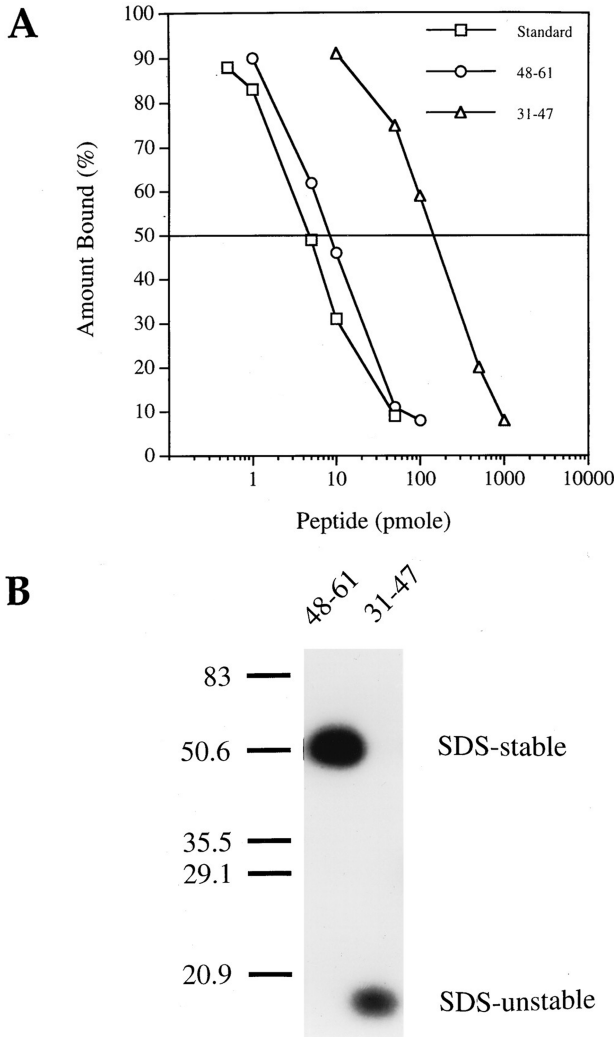 A
100
90
80
70
60
50
40
30
20
10
0
Amount Bound (%)
Standard
48-61
31-47
1 10 100 1000 10000
Peptide (pmole)
B
48-61 31-47
83
50.6
35.5
29.1
20.9
SDS-stable
SDS-unstable